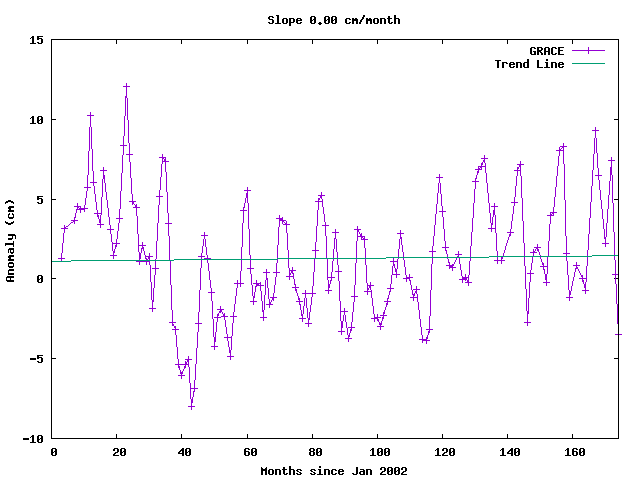 Slope 0.00 cm/month
GRACE
Trend Line
15
10
5
0
-5
-10
Anomaly (cm)
0 20 40 60 80 100 120 140 160
Months since Jan 2002